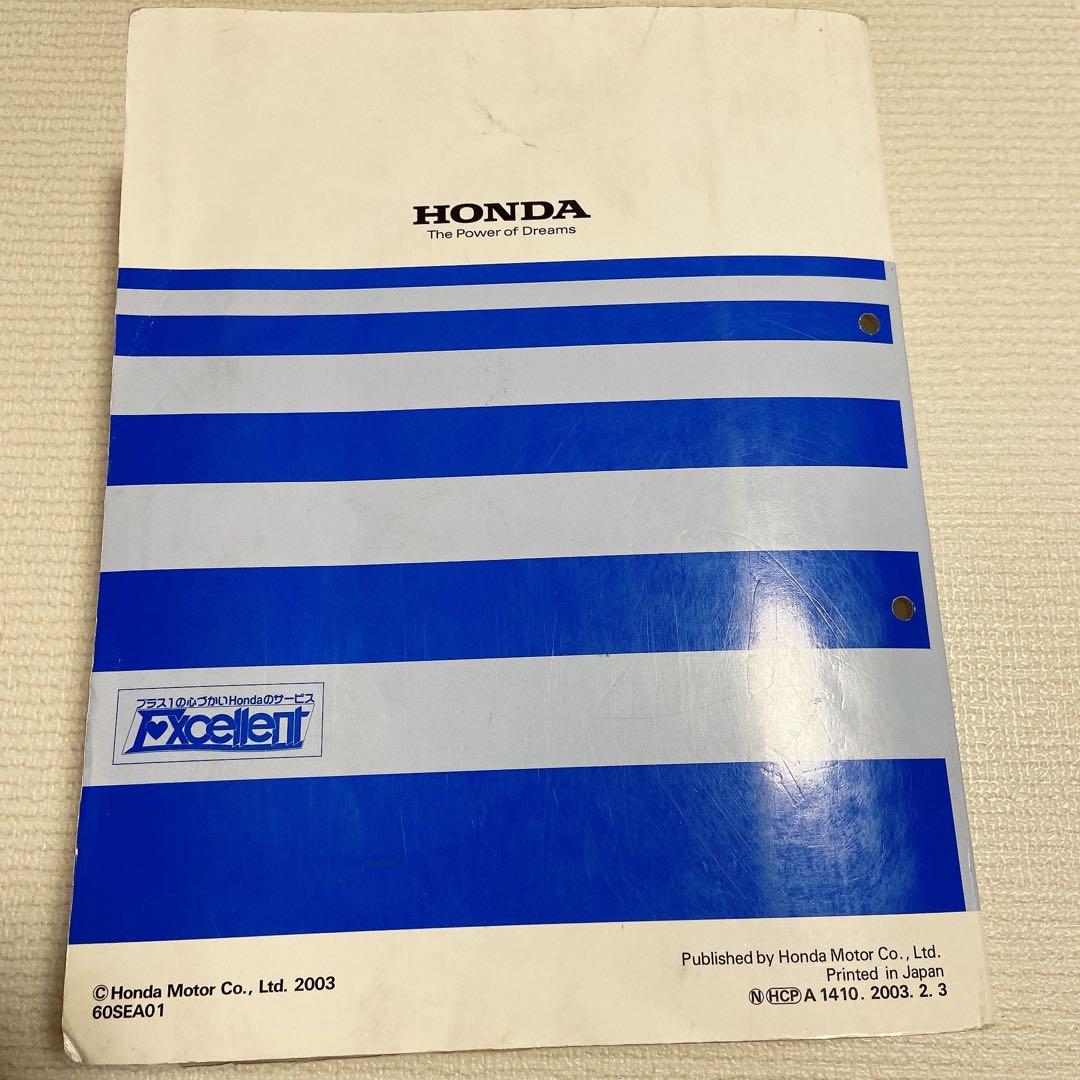 HONDA
The Power of Dreams
プラス1の心づかいHondaのサービス
Excellent
©Honda Motor Co., Ltd. 2003
60SEA01
Published by Honda Motor Co., Ltd.
Printed in Japan
Ⓝ HCP A 1410. 2003. 2. 3